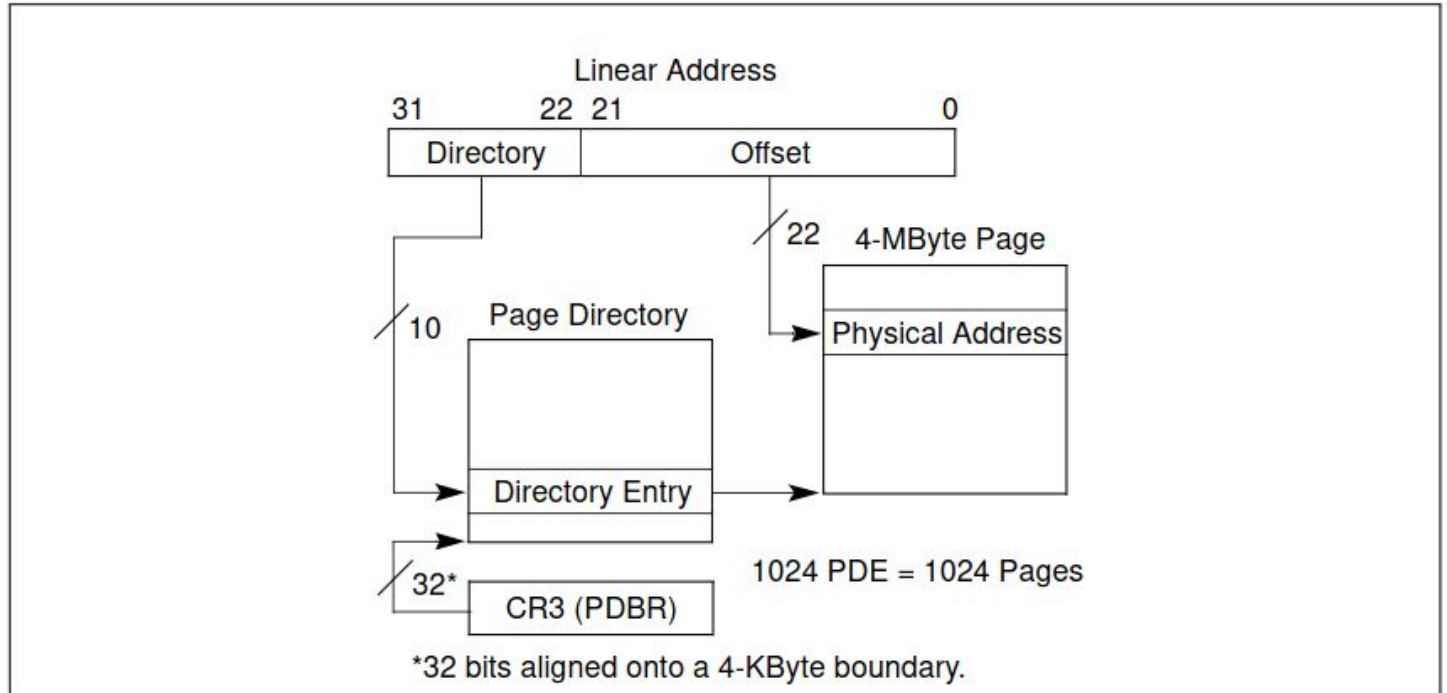 Linear Address
31 22 21 0
Directory Offset
22 4-MByte Page
10 Page Directory
Physical Address
Directory Entry
1024 PDE = 1024 Pages
32*
CR3 (PDBR)
*32 bits aligned onto a 4-KByte boundary.